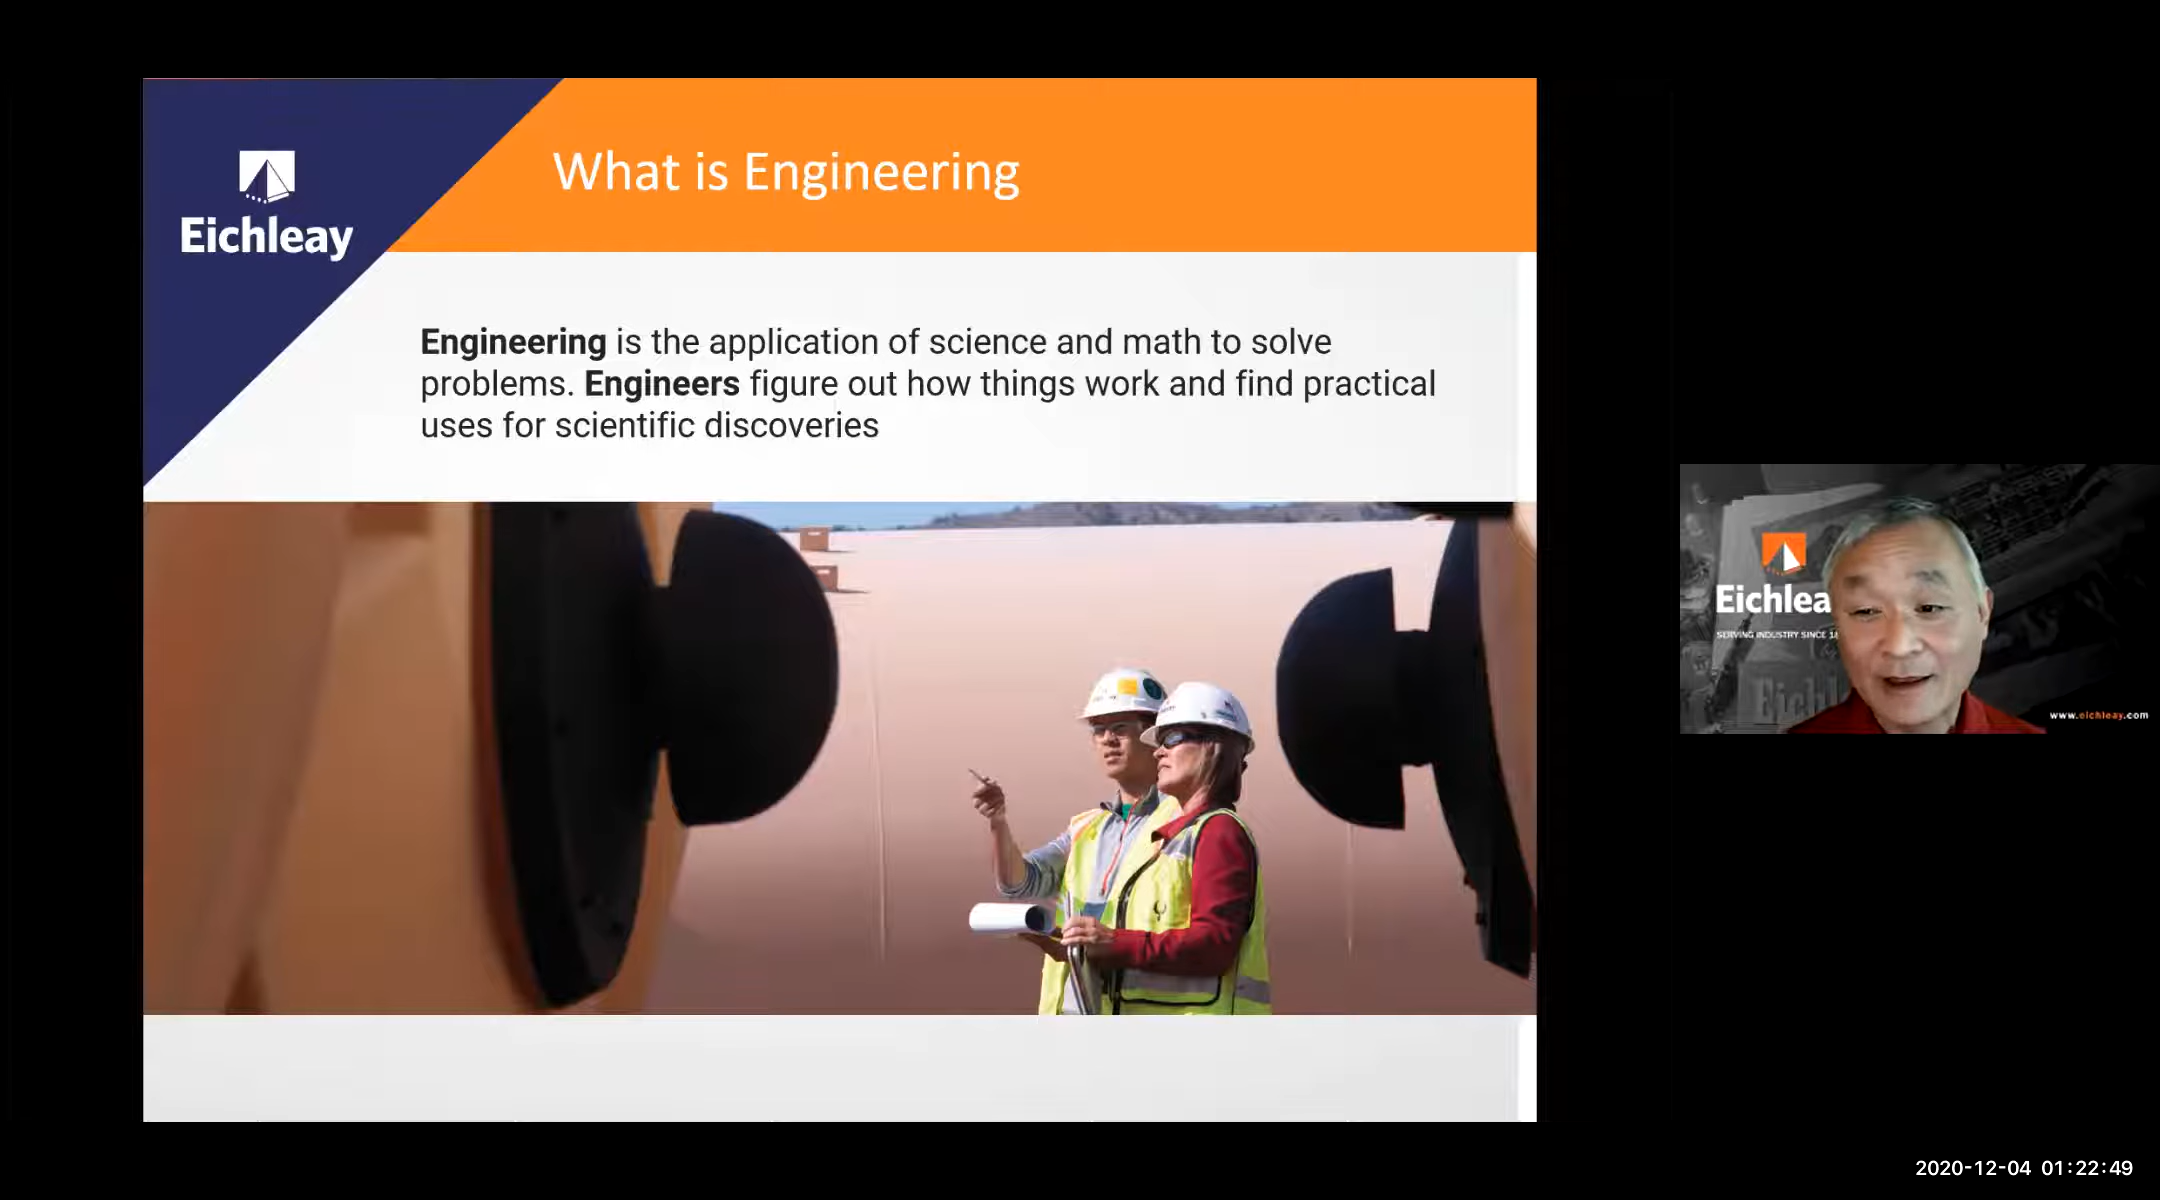 What is Engineering
Eichleay
Engineering is the application of science and math to solve
problems. Engineers figure out how things work and find practical
uses for scientific discoveries
Eichlea
SERVING INDUSTRY SINCE 18
www.eichleay.com
2020-12-04 01:22:49